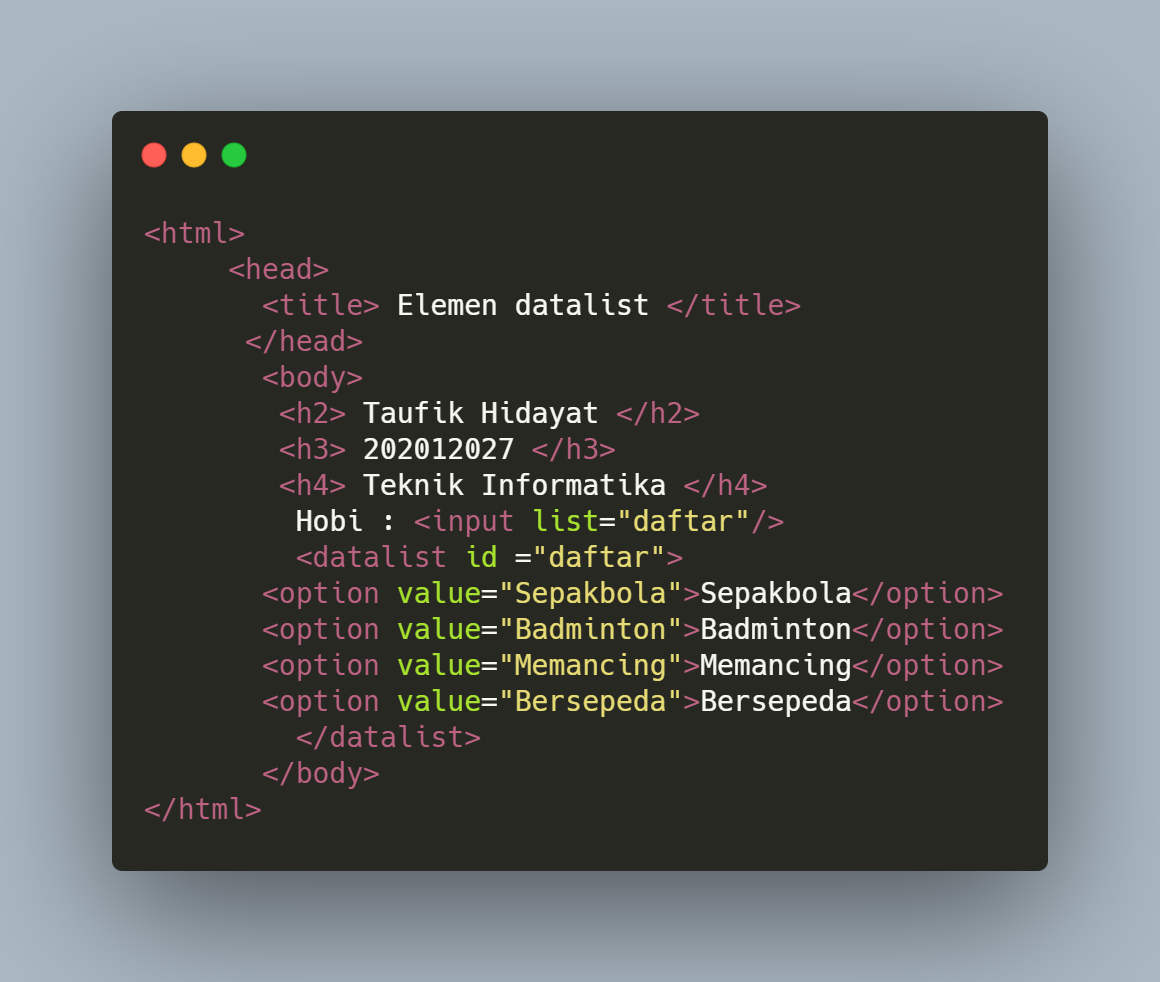 <html>
<head>
<title> Elemen datalist </title>
</head>
<body>
<h2> Taufik Hidayat </h2>
<h3> 202012027 </h3>
<h4> Teknik Informatika </h4>
Hobi : <input list="daftar"/>
<datalist id ="daftar">
<option value="Sepakbola">Sepakbola</option>
<option value="Badminton">Badminton</option>
<option value="Memancing">Memancing</option>
<option value="Bersepeda">Bersepeda</option>
</datalist>
</body>
</html>